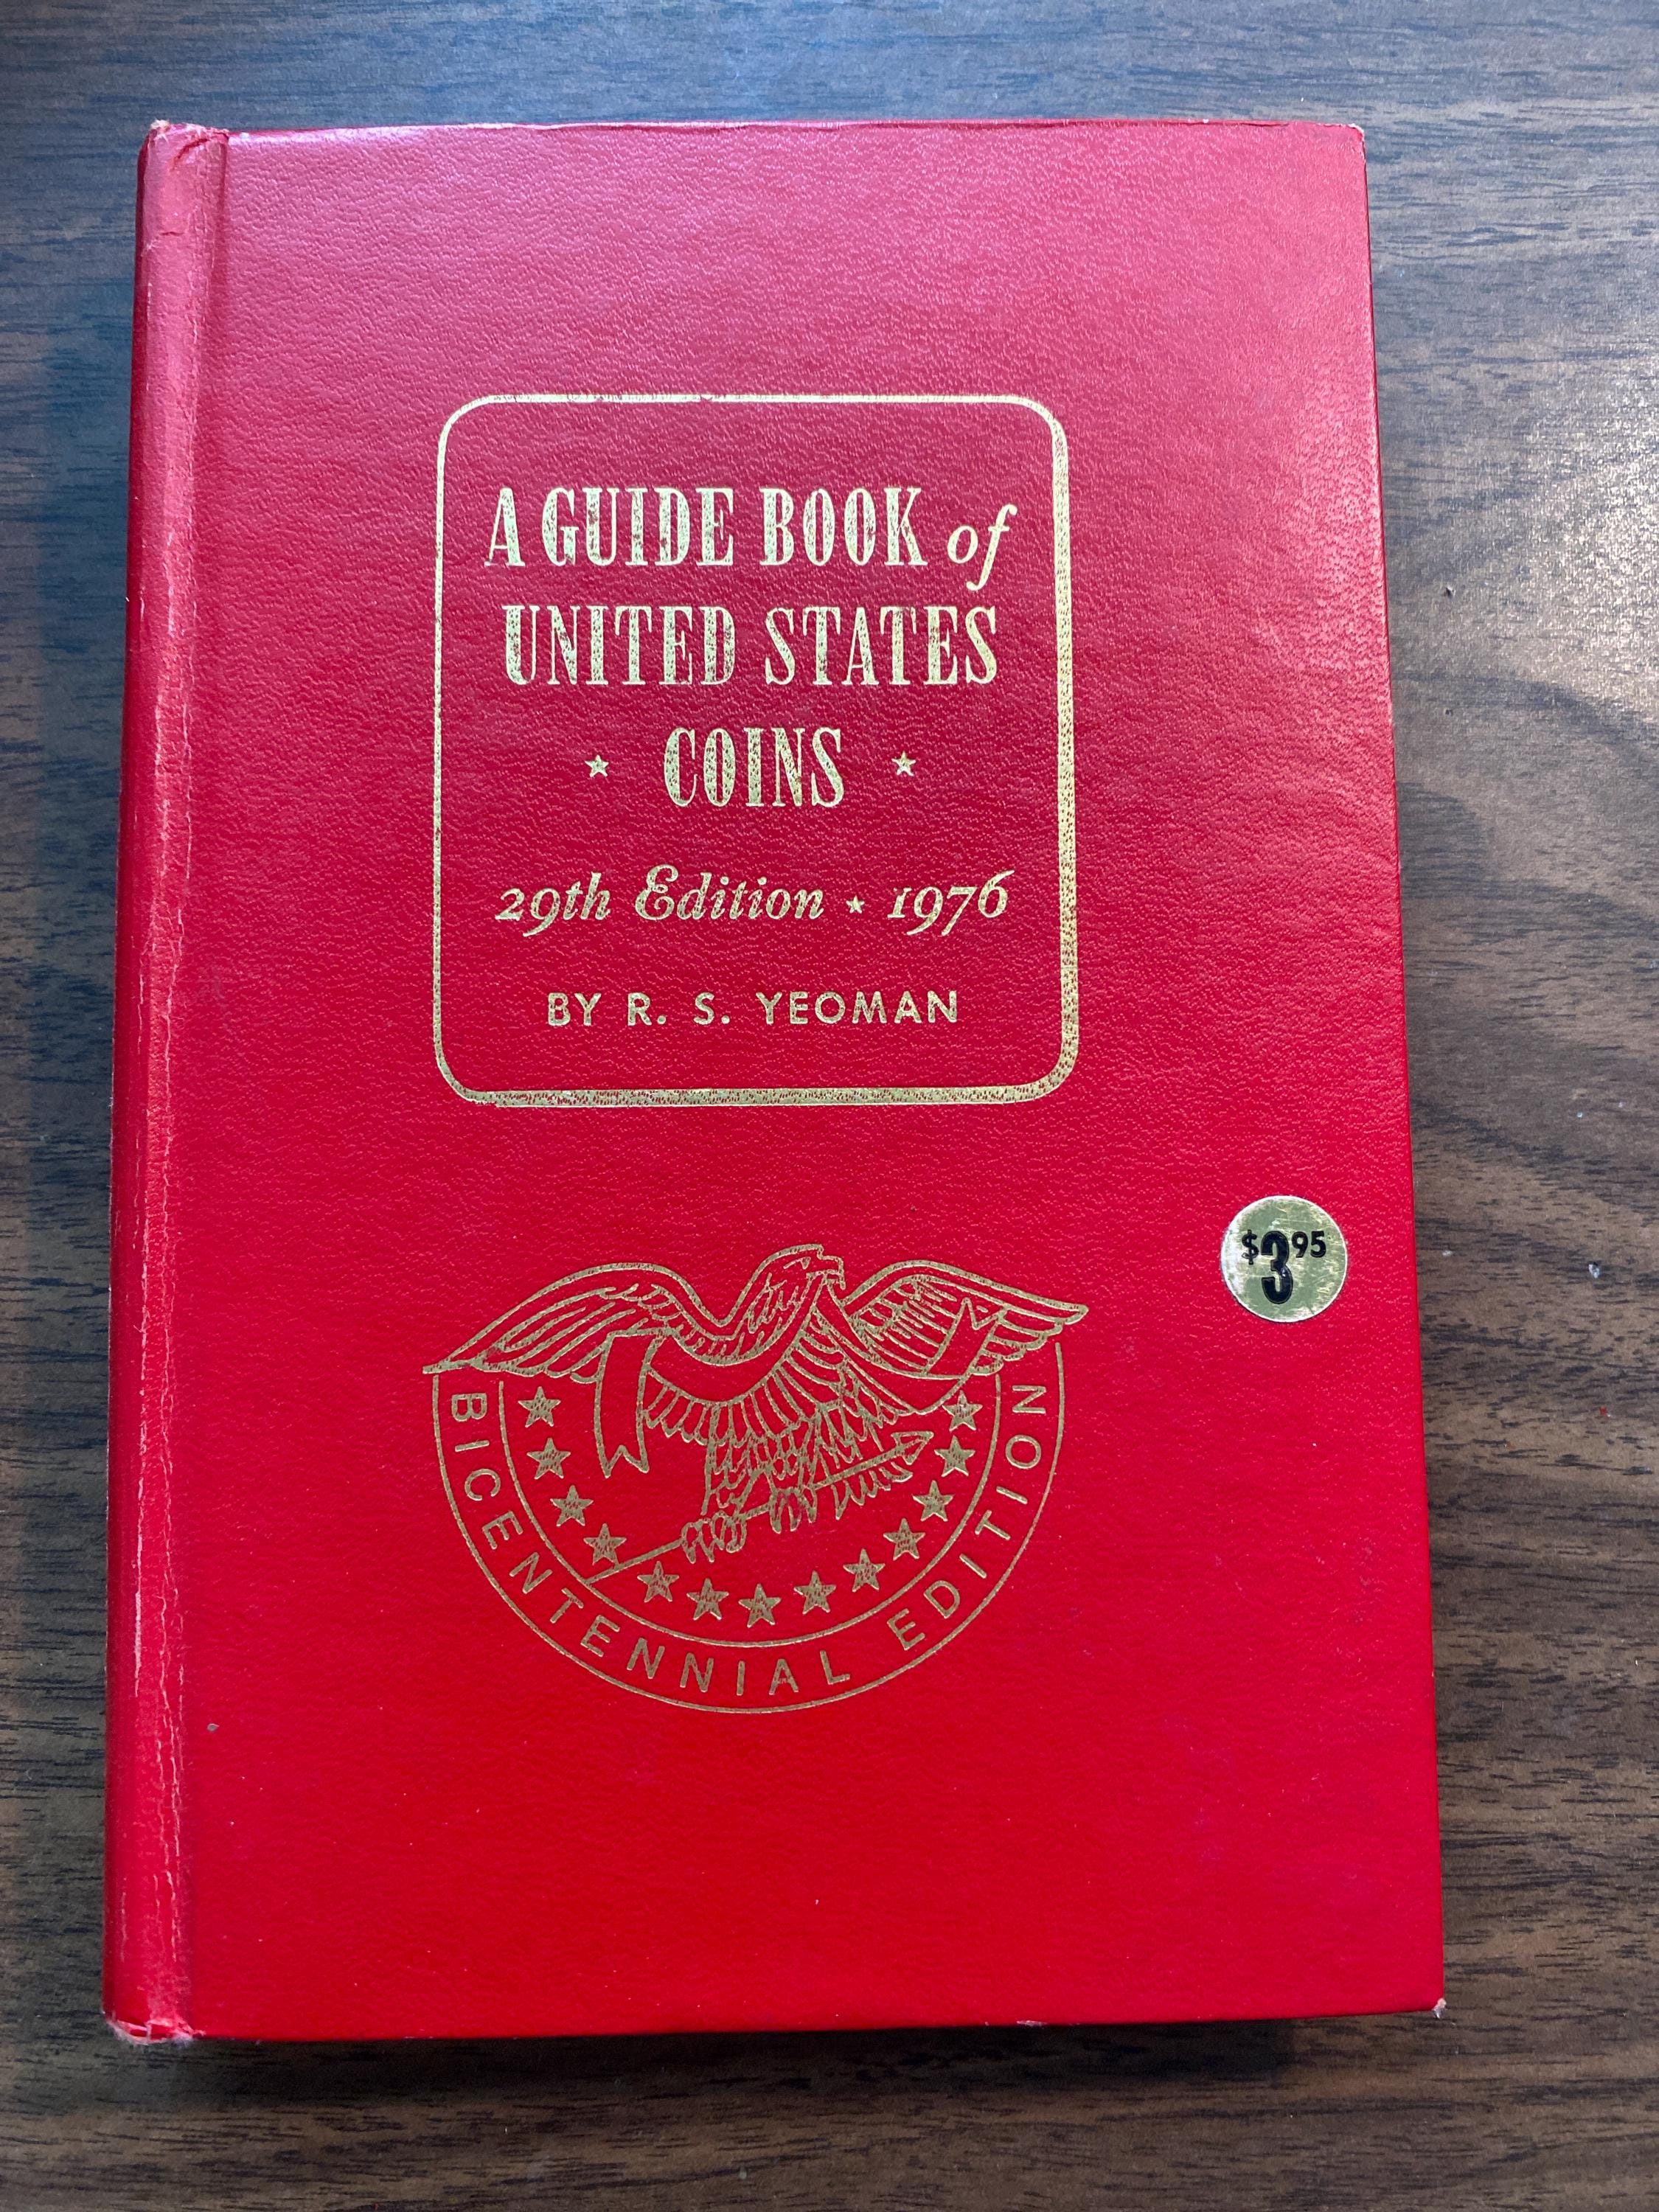 A GUIDE BOOK of
UNITED STATES
COINS
29th Edition ★ 1976
BY R. S. YEOMAN
$3.95
BICENTENNIAL EDITION